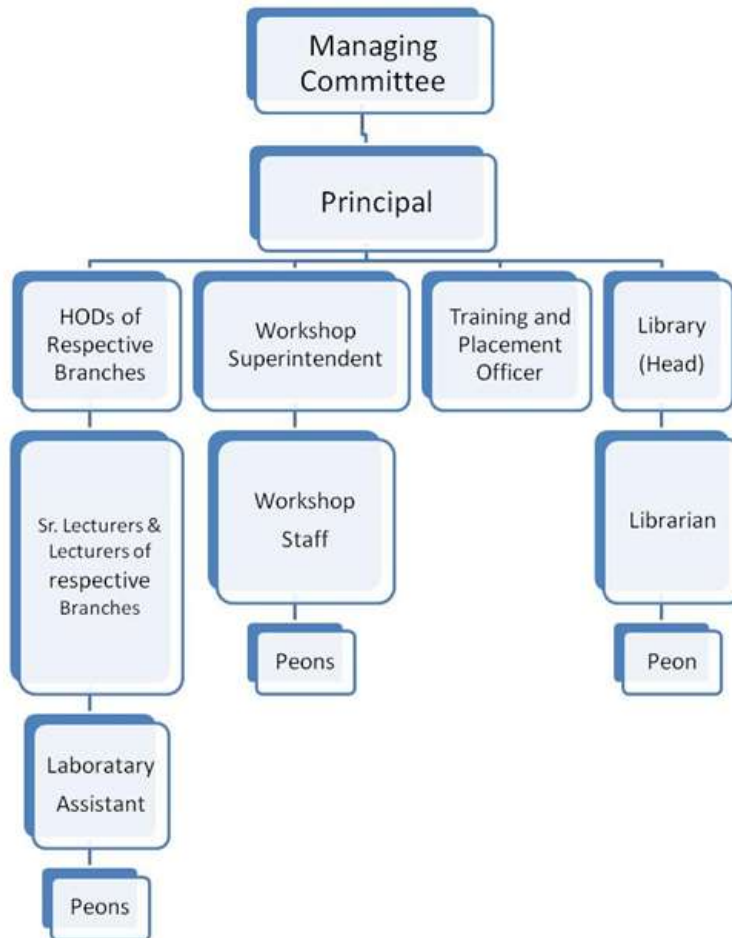 Managing
Committee
Principal
HODs of
Respective
Branches
Workshop
Superintendent
Training and
Placement
Officer
Library
(Head)
Sr. Lecturers &
Lecturers of
respective
Branches
Workshop
Staff
Librarian
Peons
Peon
Laboratary
Assistant
Peons